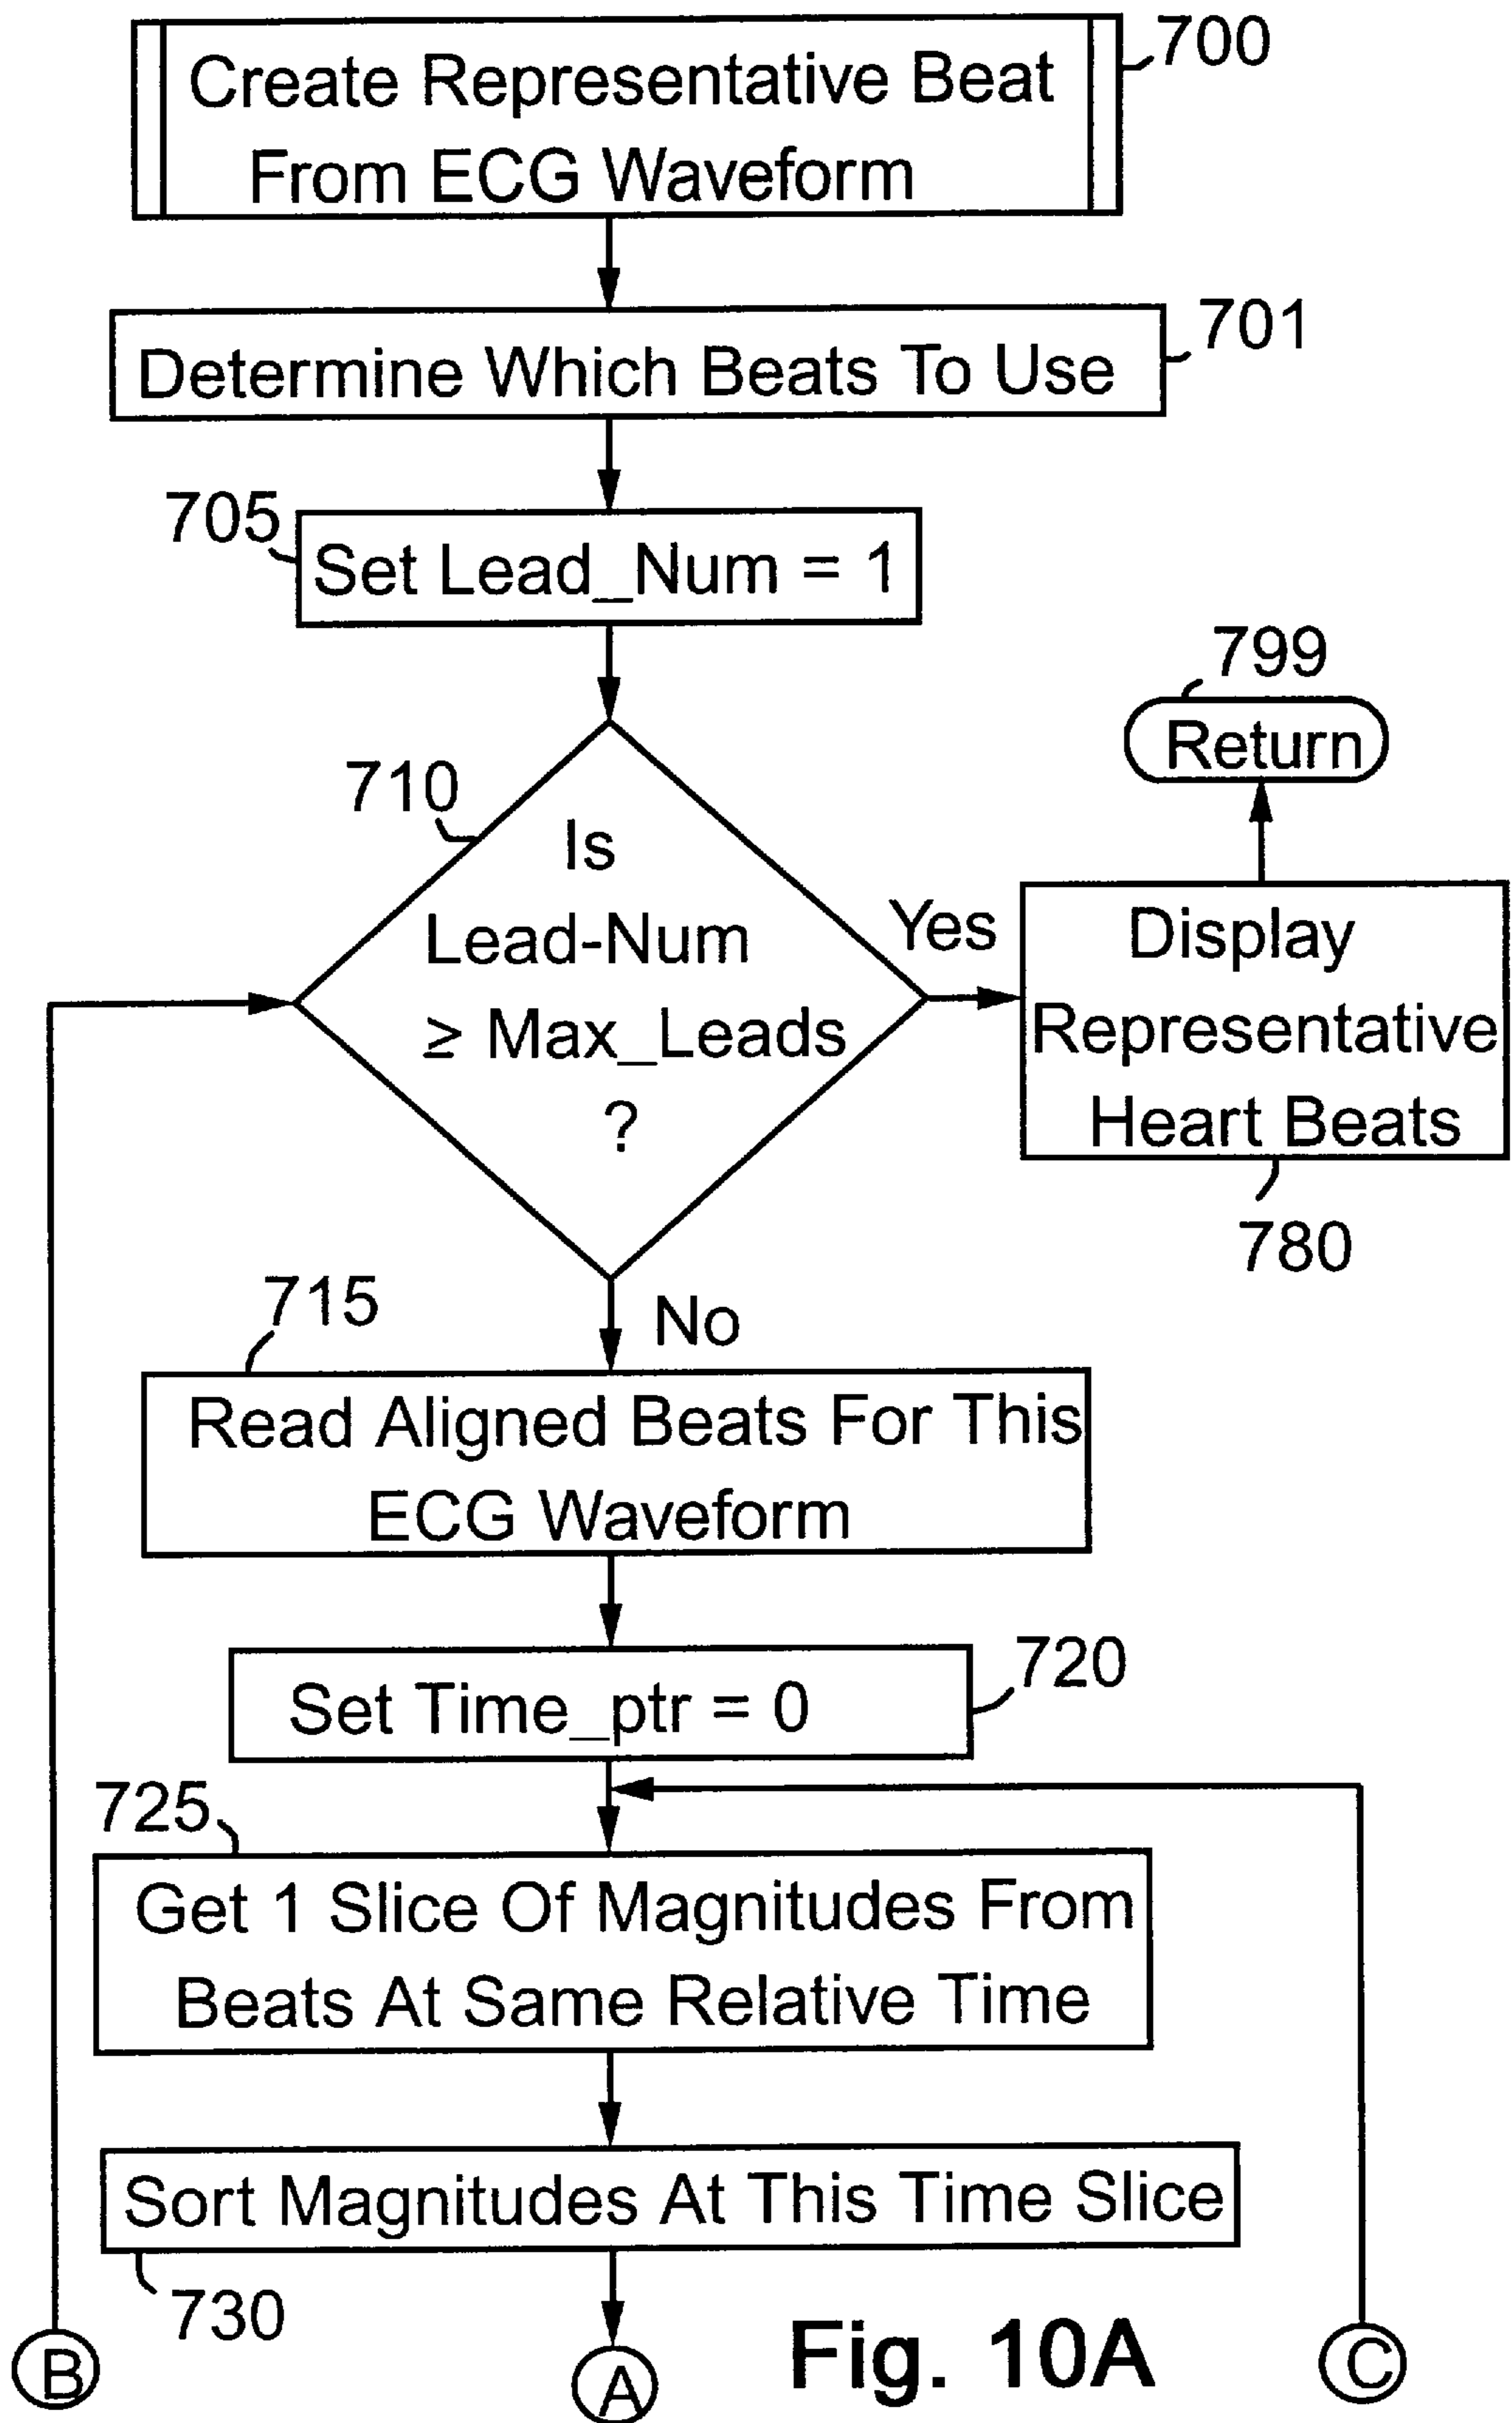 700
Create Representative Beat
From ECG Waveform
701
Determine Which Beats To Use
705
Set Lead_Num = 1
799
Return
710
Is
Lead-Num
≥ Max_Leads
?
Yes
Display
Representative
Heart Beats
780
No
715
Read Aligned Beats For This
ECG Waveform
720
Set Time_ptr = 0
725
Get 1 Slice Of Magnitudes From
Beats At Same Relative Time
Sort Magnitudes At This Time Slice
730
B
A
Fig. 10A
C